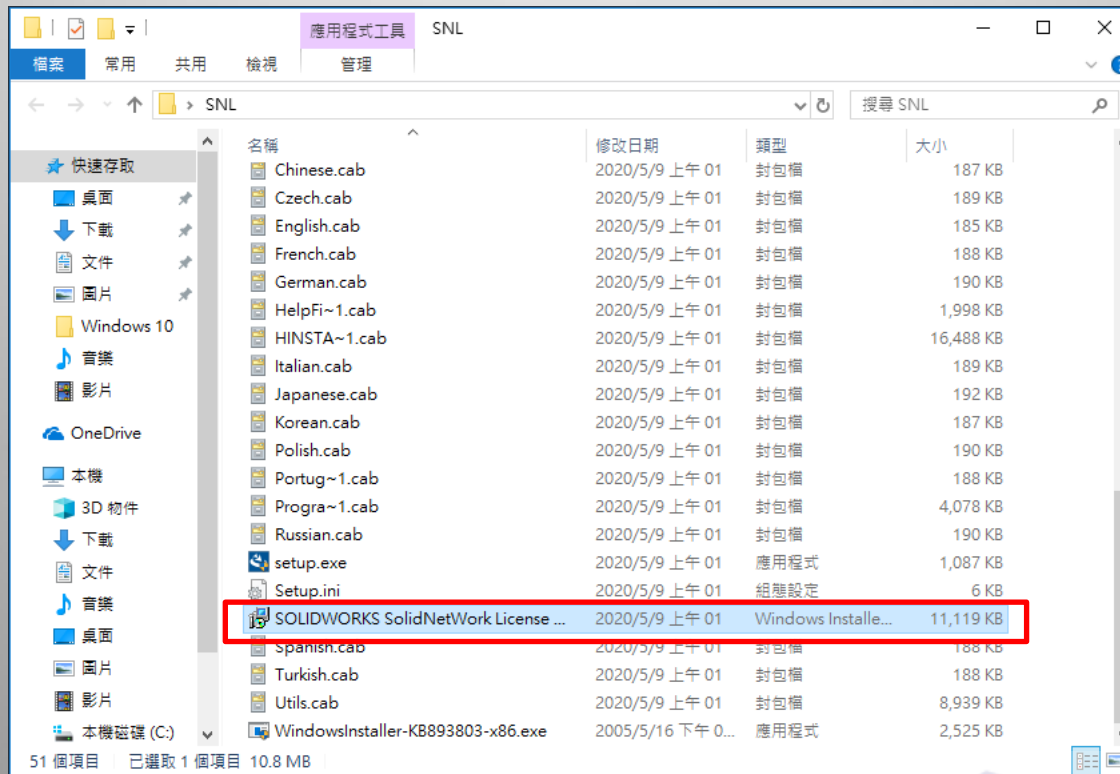 應用程式工具 SNL
檔案 常用 共用 檢視 管理
SNL 搜尋 SNL
名稱 修改日期 類型 大小
快速存取
桌面
下載
文件
圖片
Windows 10
音樂
影片
OneDrive
本機
3D 物件
下載
文件
音樂
桌面
圖片
影片
本機磁碟 (C:)
Chinese.cab 2020/5/9 上午 01 封包檔 187 KB
Czech.cab 2020/5/9 上午 01 封包檔 189 KB
English.cab 2020/5/9 上午 01 封包檔 185 KB
French.cab 2020/5/9 上午 01 封包檔 188 KB
German.cab 2020/5/9 上午 01 封包檔 190 KB
HelpFi~1.cab 2020/5/9 上午 01 封包檔 1,998 KB
HINSTA~1.cab 2020/5/9 上午 01 封包檔 16,488 KB
Italian.cab 2020/5/9 上午 01 封包檔 189 KB
Japanese.cab 2020/5/9 上午 01 封包檔 192 KB
Korean.cab 2020/5/9 上午 01 封包檔 187 KB
Polish.cab 2020/5/9 上午 01 封包檔 190 KB
Portug~1.cab 2020/5/9 上午 01 封包檔 188 KB
Progra~1.cab 2020/5/9 上午 01 封包檔 4,078 KB
Russian.cab 2020/5/9 上午 01 封包檔 190 KB
setup.exe 2020/5/9 上午 01 應用程式 1,087 KB
Setup.ini 2020/5/9 上午 01 組態設定 6 KB
SOLIDWORKS SolidNetWork License ... 2020/5/9 上午 01 Windows Installe... 11,119 KB
Spanish.cab 2020/5/9 上午 01 封包檔 188 KB
Turkish.cab 2020/5/9 上午 01 封包檔 188 KB
Utils.cab 2020/5/9 上午 01 封包檔 8,939 KB
WindowsInstaller-KB893803-x86.exe 2005/5/16 下午 0... 應用程式 2,525 KB
51 個項目 已選取 1 個項目 10.8 MB